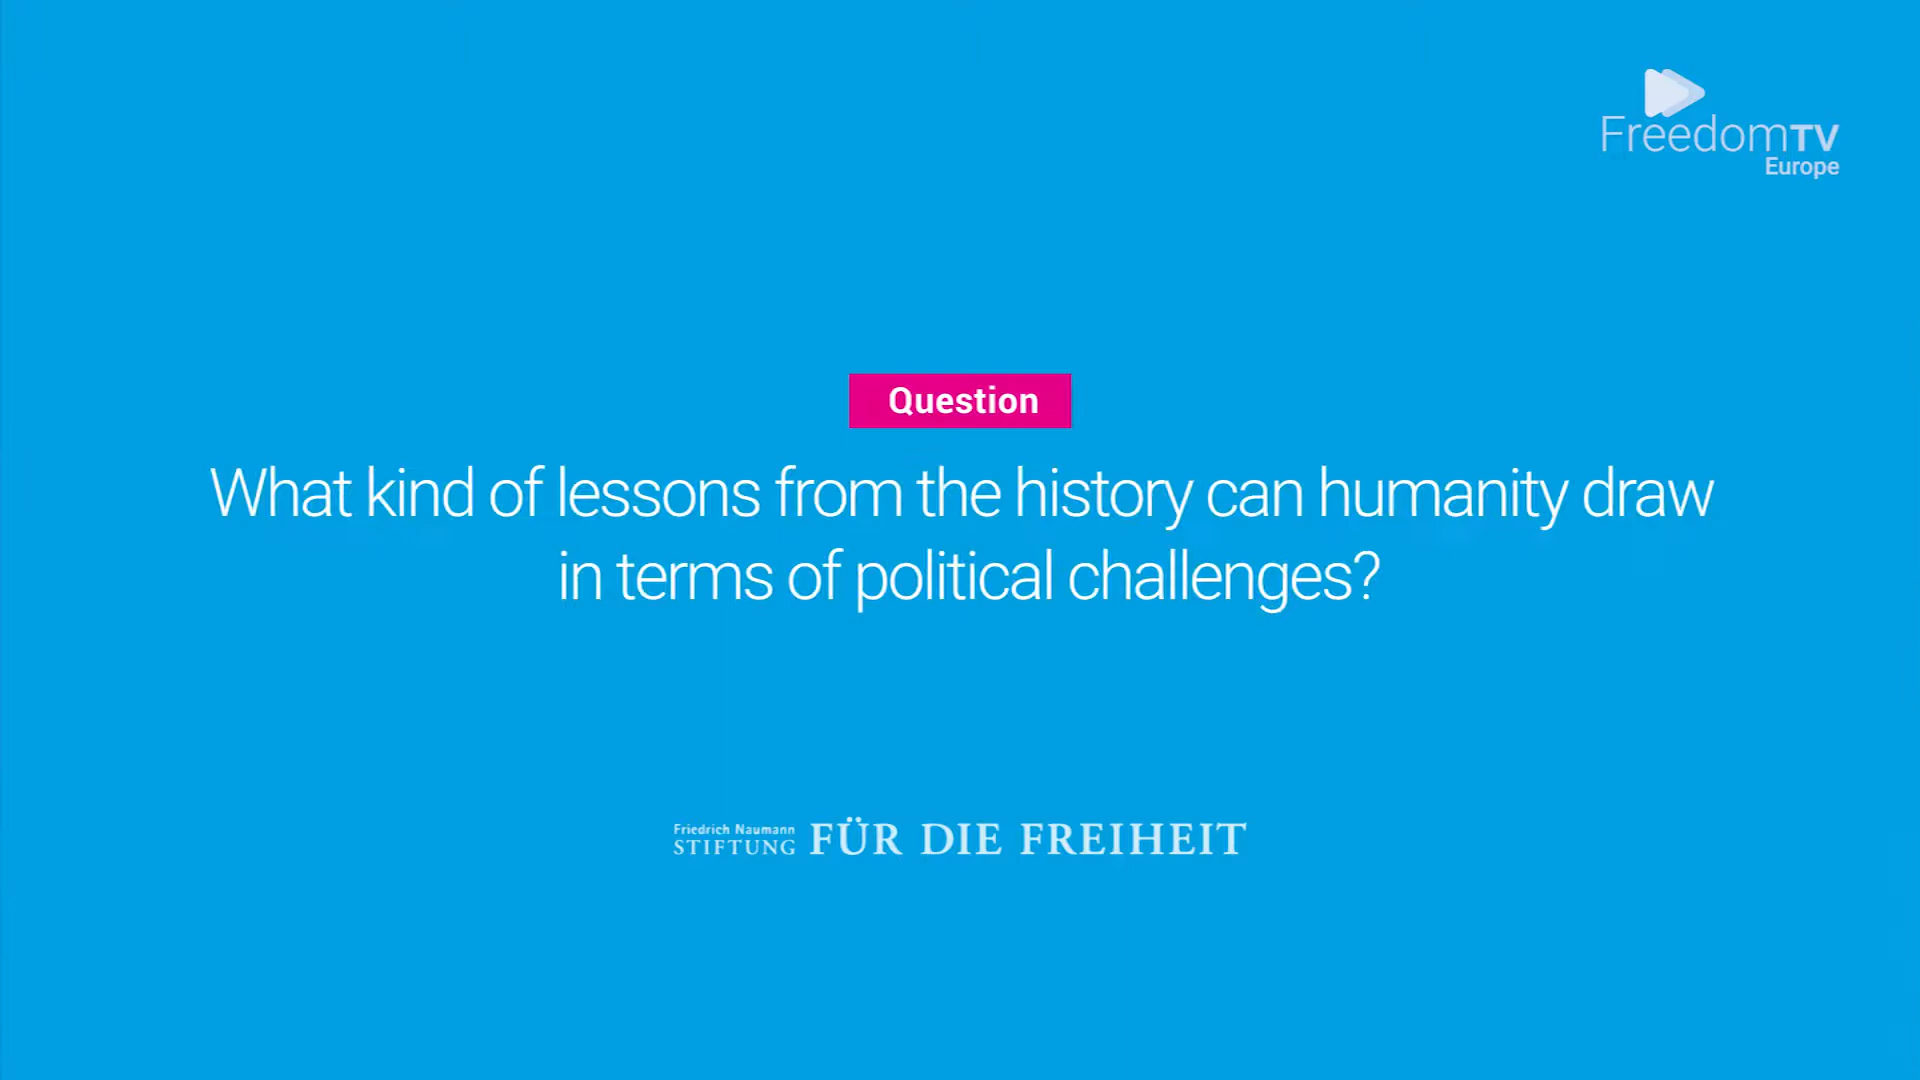 FreedomTV
Europe
Question
What kind of lessons from the history can humanity draw
in terms of political challenges?
Friedrich Naumann
STIFTUNG FÜR DIE FREIHEIT